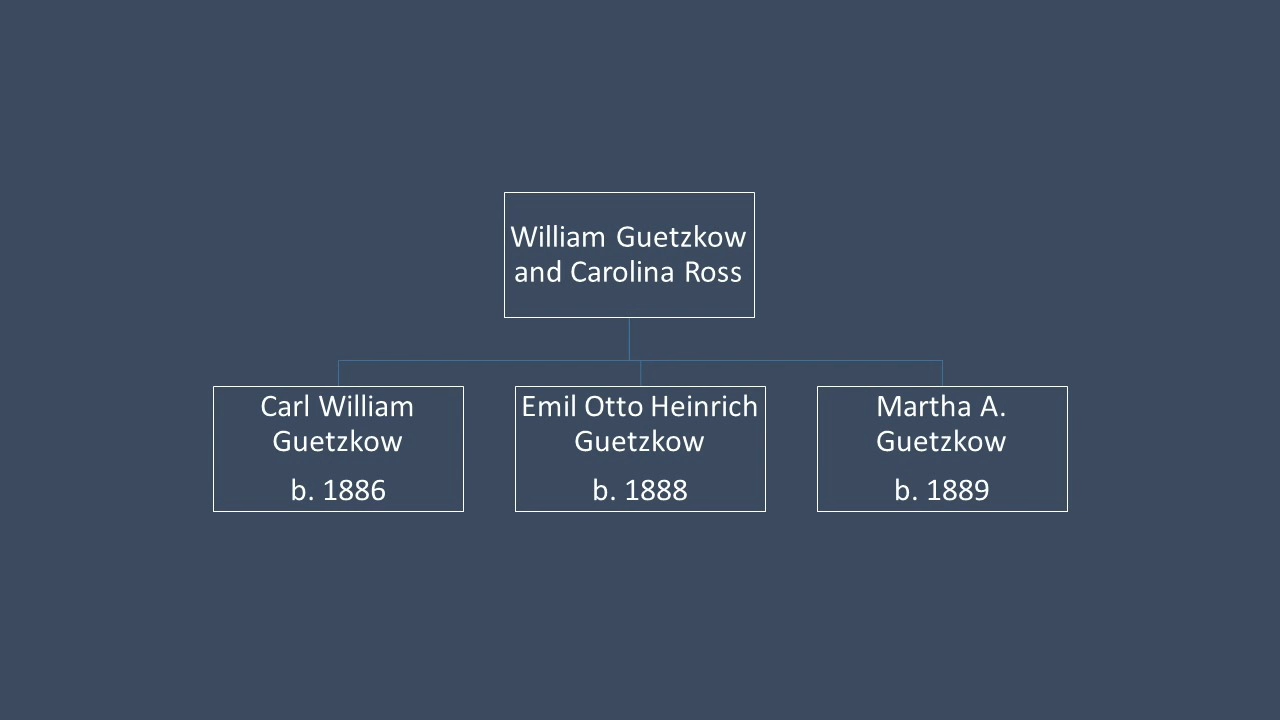 William Guetzkow
and Carolina Ross
Carl William
Guetzkow
b. 1886
Emil Otto Heinrich
Guetzkow
b. 1888
Martha A.
Guetzkow
b. 1889